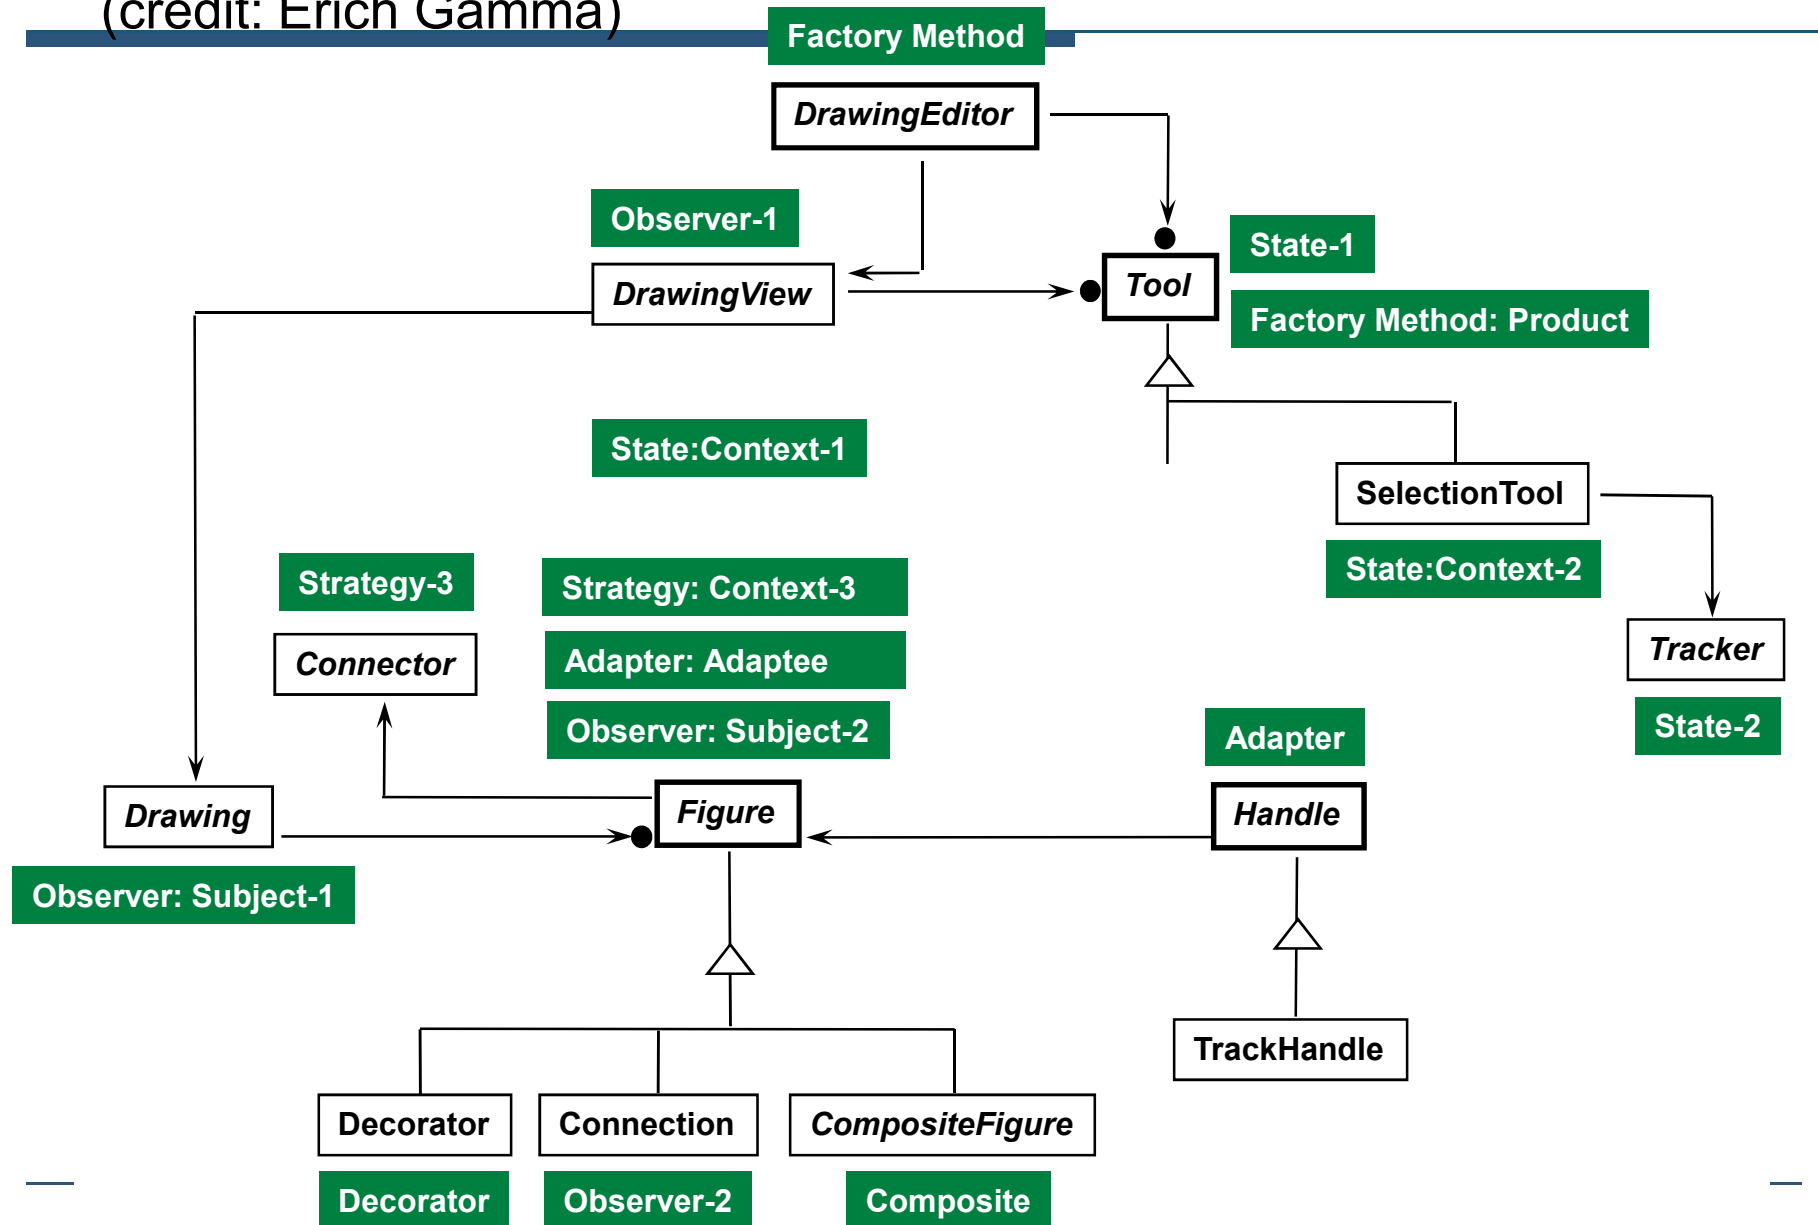 (credit: Erich Gamma)
Factory Method
DrawingEditor
Observer-1
DrawingView
State-1
Tool
Factory Method: Product
State:Context-1
SelectionTool
State:Context-2
Strategy-3
Strategy: Context-3
Connector
Adapter: Adaptee
Tracker
Observer: Subject-2
State-2
Adapter
Drawing
Figure
Handle
Observer: Subject-1
TrackHandle
Decorator
Connection
CompositeFigure
Decorator
Observer-2
Composite